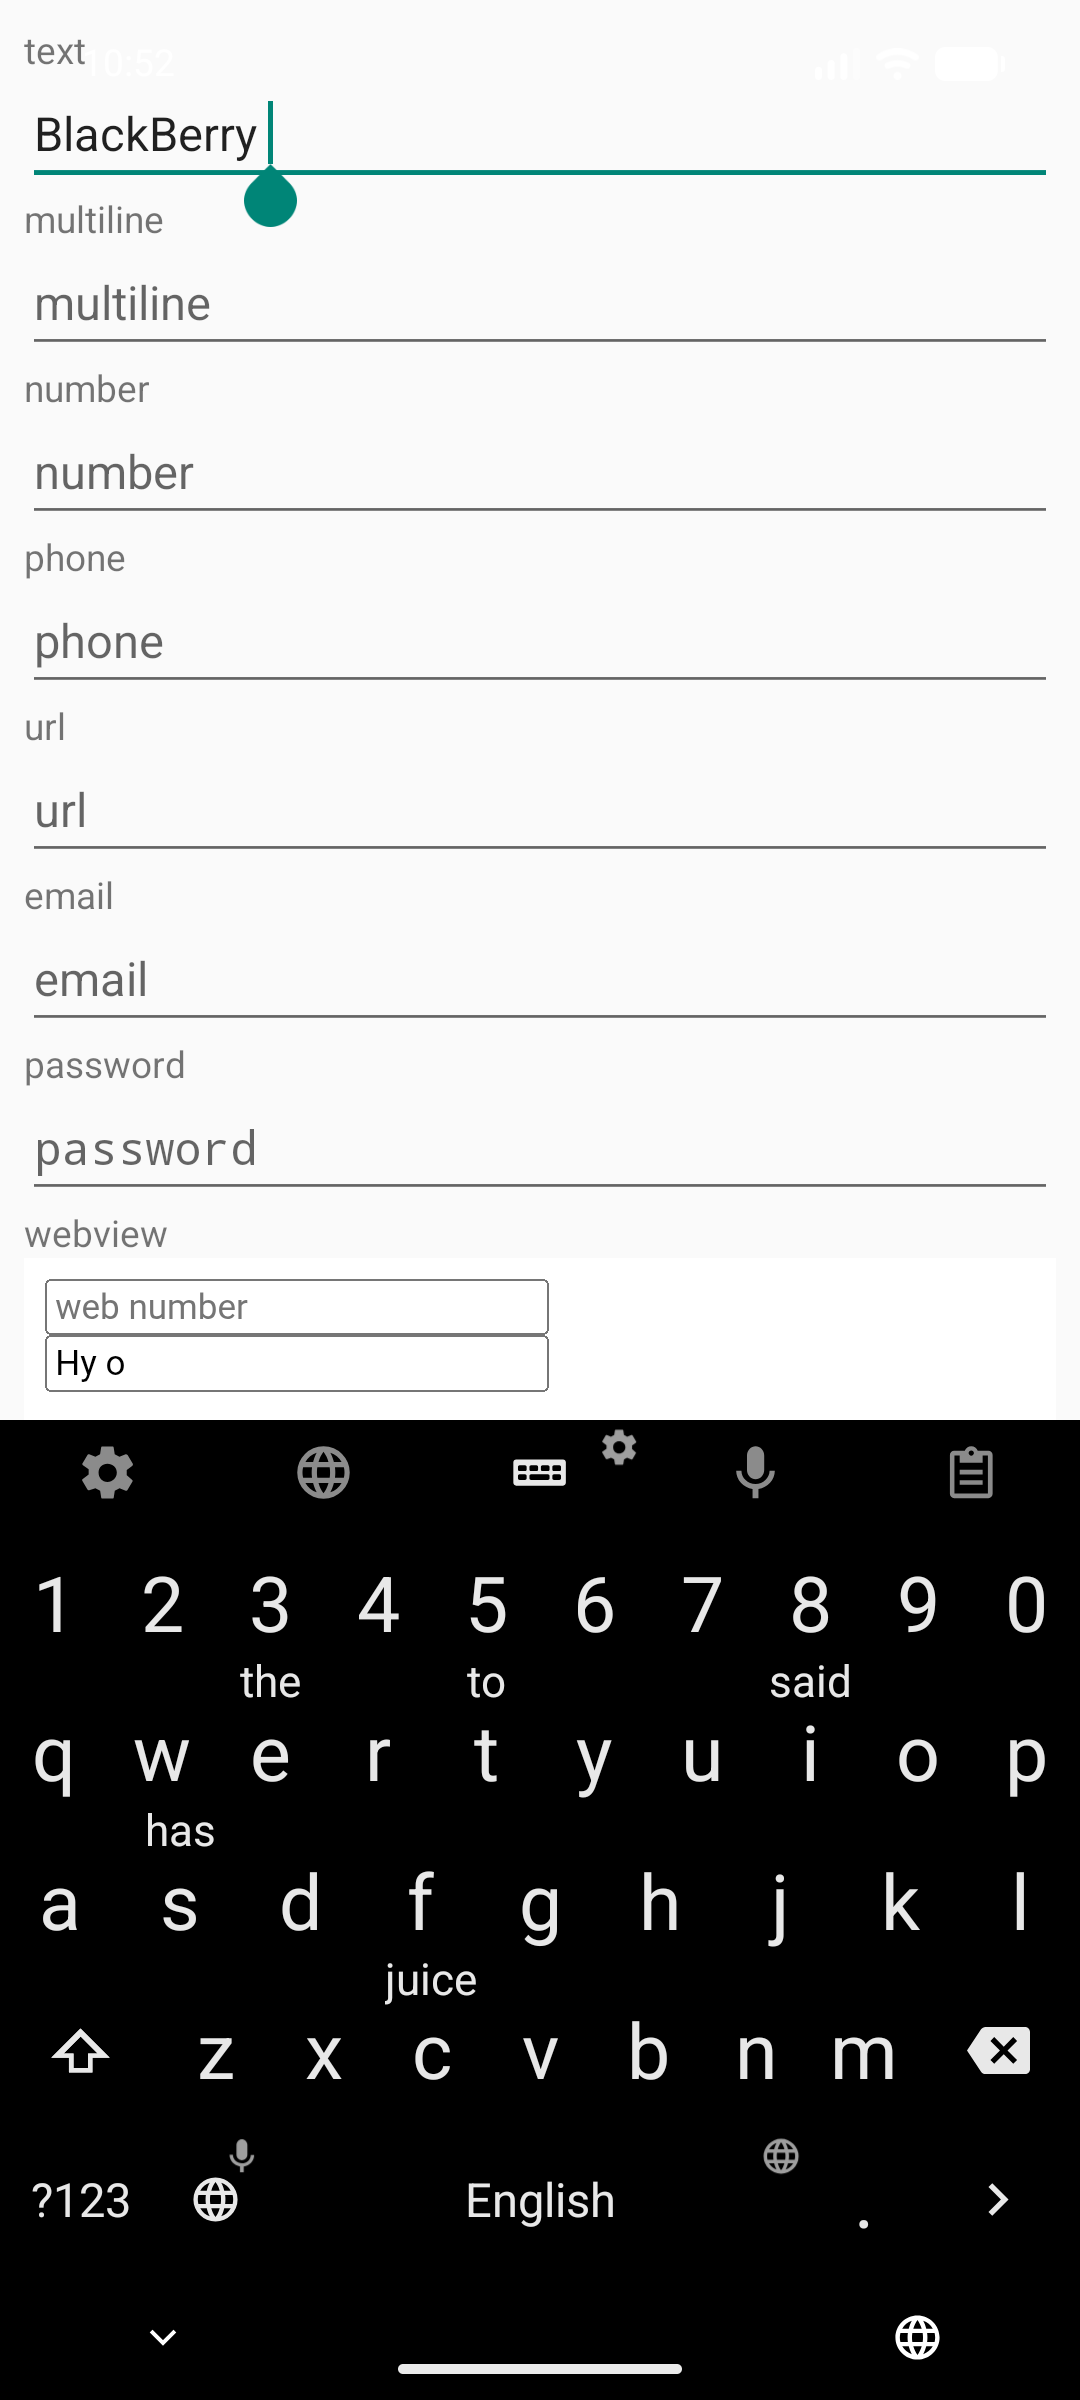 text
10:52
BlackBerry
multiline
multiline
number
number
phone
phone
url
url
email
email
password
password
webview
web number
Hy o
1 2 3 4 5 6 7 8 9 0
the to said
q w e r t y u i o p
has
a s d f g h j k l
juice
z x c v b n m
?123 English .